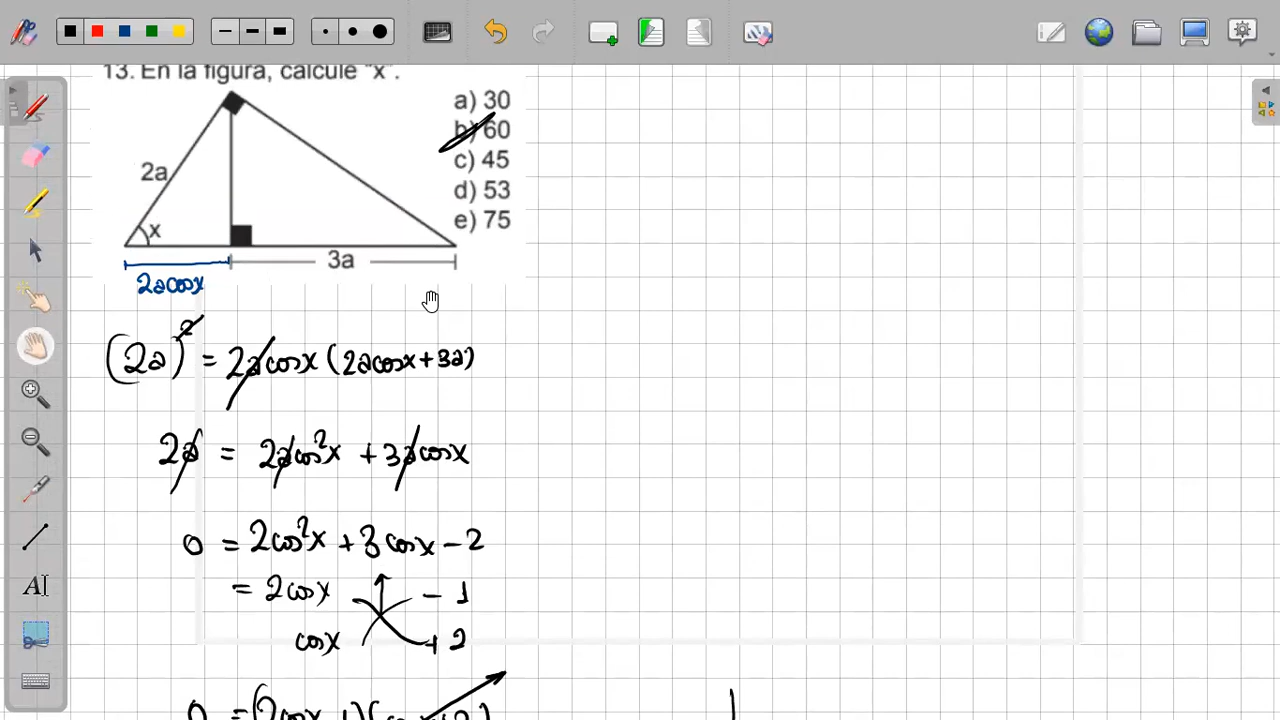 13. En la figura, calcule "x".
a) 30
b) 60
c) 45
d) 53
e) 75
2a
x
3a
2acosx
(2a)² = 2acosx (2acosx+3a)
2a = 2acos²x + 3acosx
0 = 2cos²x + 3cosx - 2
= 2cosx - 1
cosx + 2